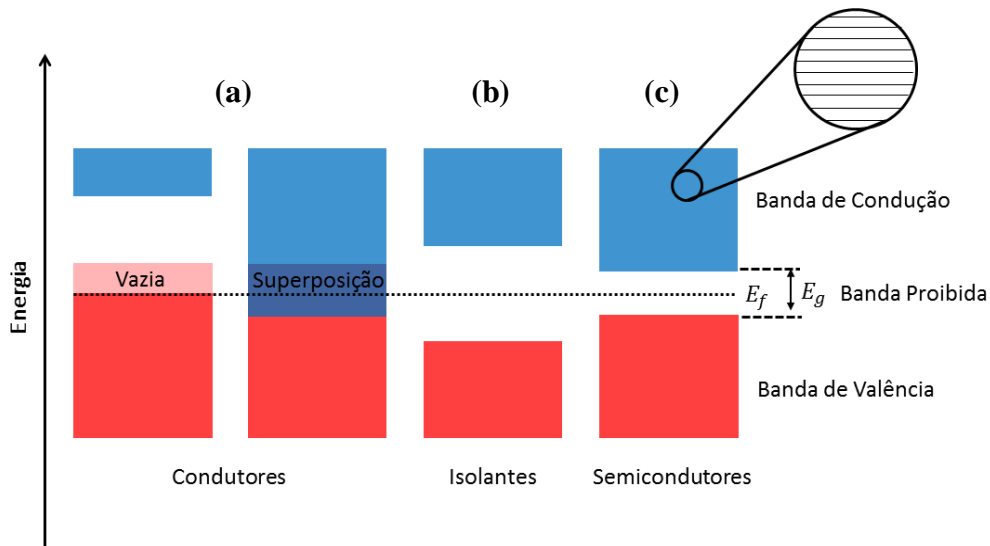 (a)
(b)
(c)
Banda de Condução
Vazia
Superposição
E_f
E_g
Banda Proibida
Energia
Banda de Valência
Condutores
Isolantes
Semicondutores